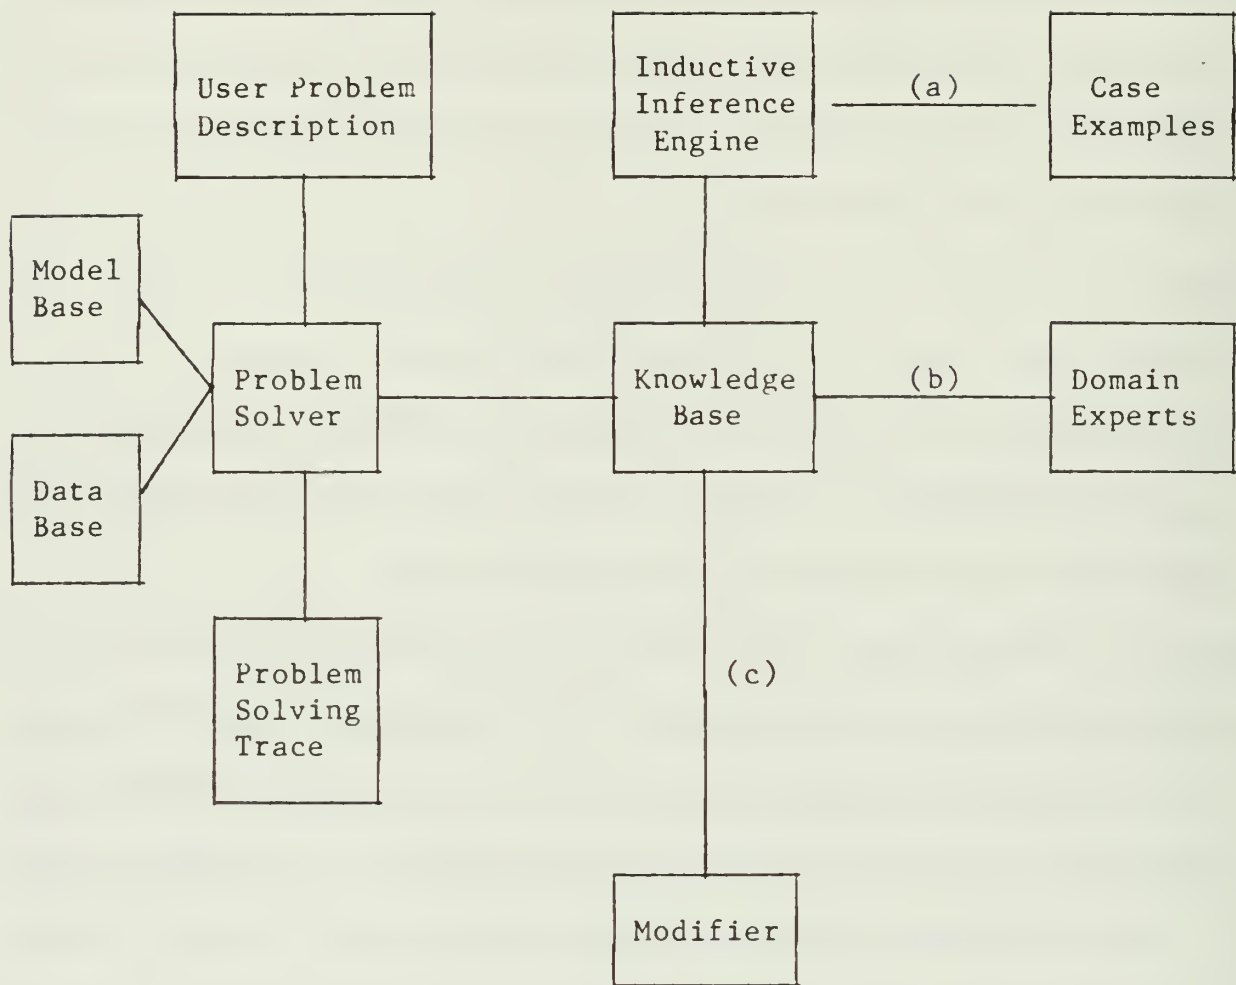 User Problem
Description
Inductive
Inference
Engine
(a)
Case
Examples
Model
Base
Problem
Solver
Knowledge
Base
(b)
Domain
Experts
Data
Base
Problem
Solving
Trace
(c)
Modifier